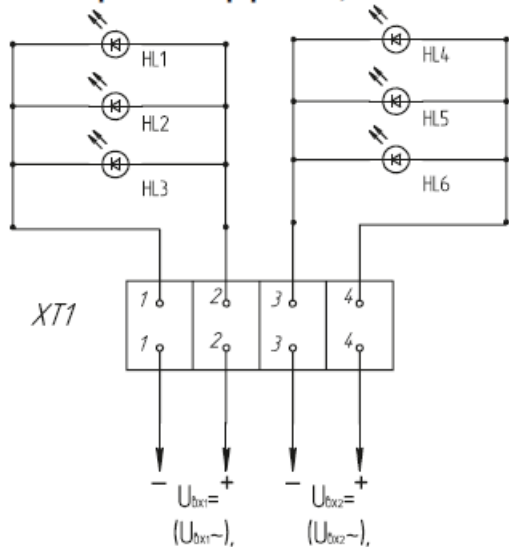 HL1
HL4
HL2
HL5
HL3
HL6
XT1
1 2 3 4
1 2 3 4
− + − +
Uвх1= Uвх2=
(Uвх1~), (Uвх2~),